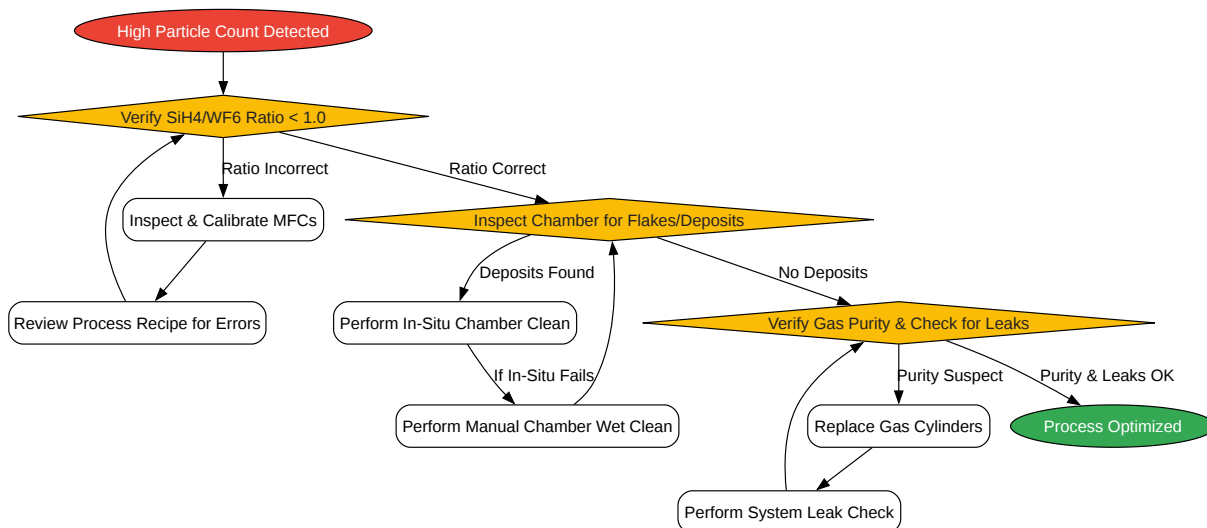 High Particle Count Detected
Verify SiH4/WF6 Ratio < 1.0
Ratio Incorrect
Ratio Correct
Inspect & Calibrate MFCs
Inspect Chamber for Flakes/Deposits
Deposits Found
No Deposits
Review Process Recipe for Errors
Perform In-Situ Chamber Clean
Verify Gas Purity & Check for Leaks
If In-Situ Fails
Purity Suspect
Purity & Leaks OK
Perform Manual Chamber Wet Clean
Replace Gas Cylinders
Process Optimized
Perform System Leak Check